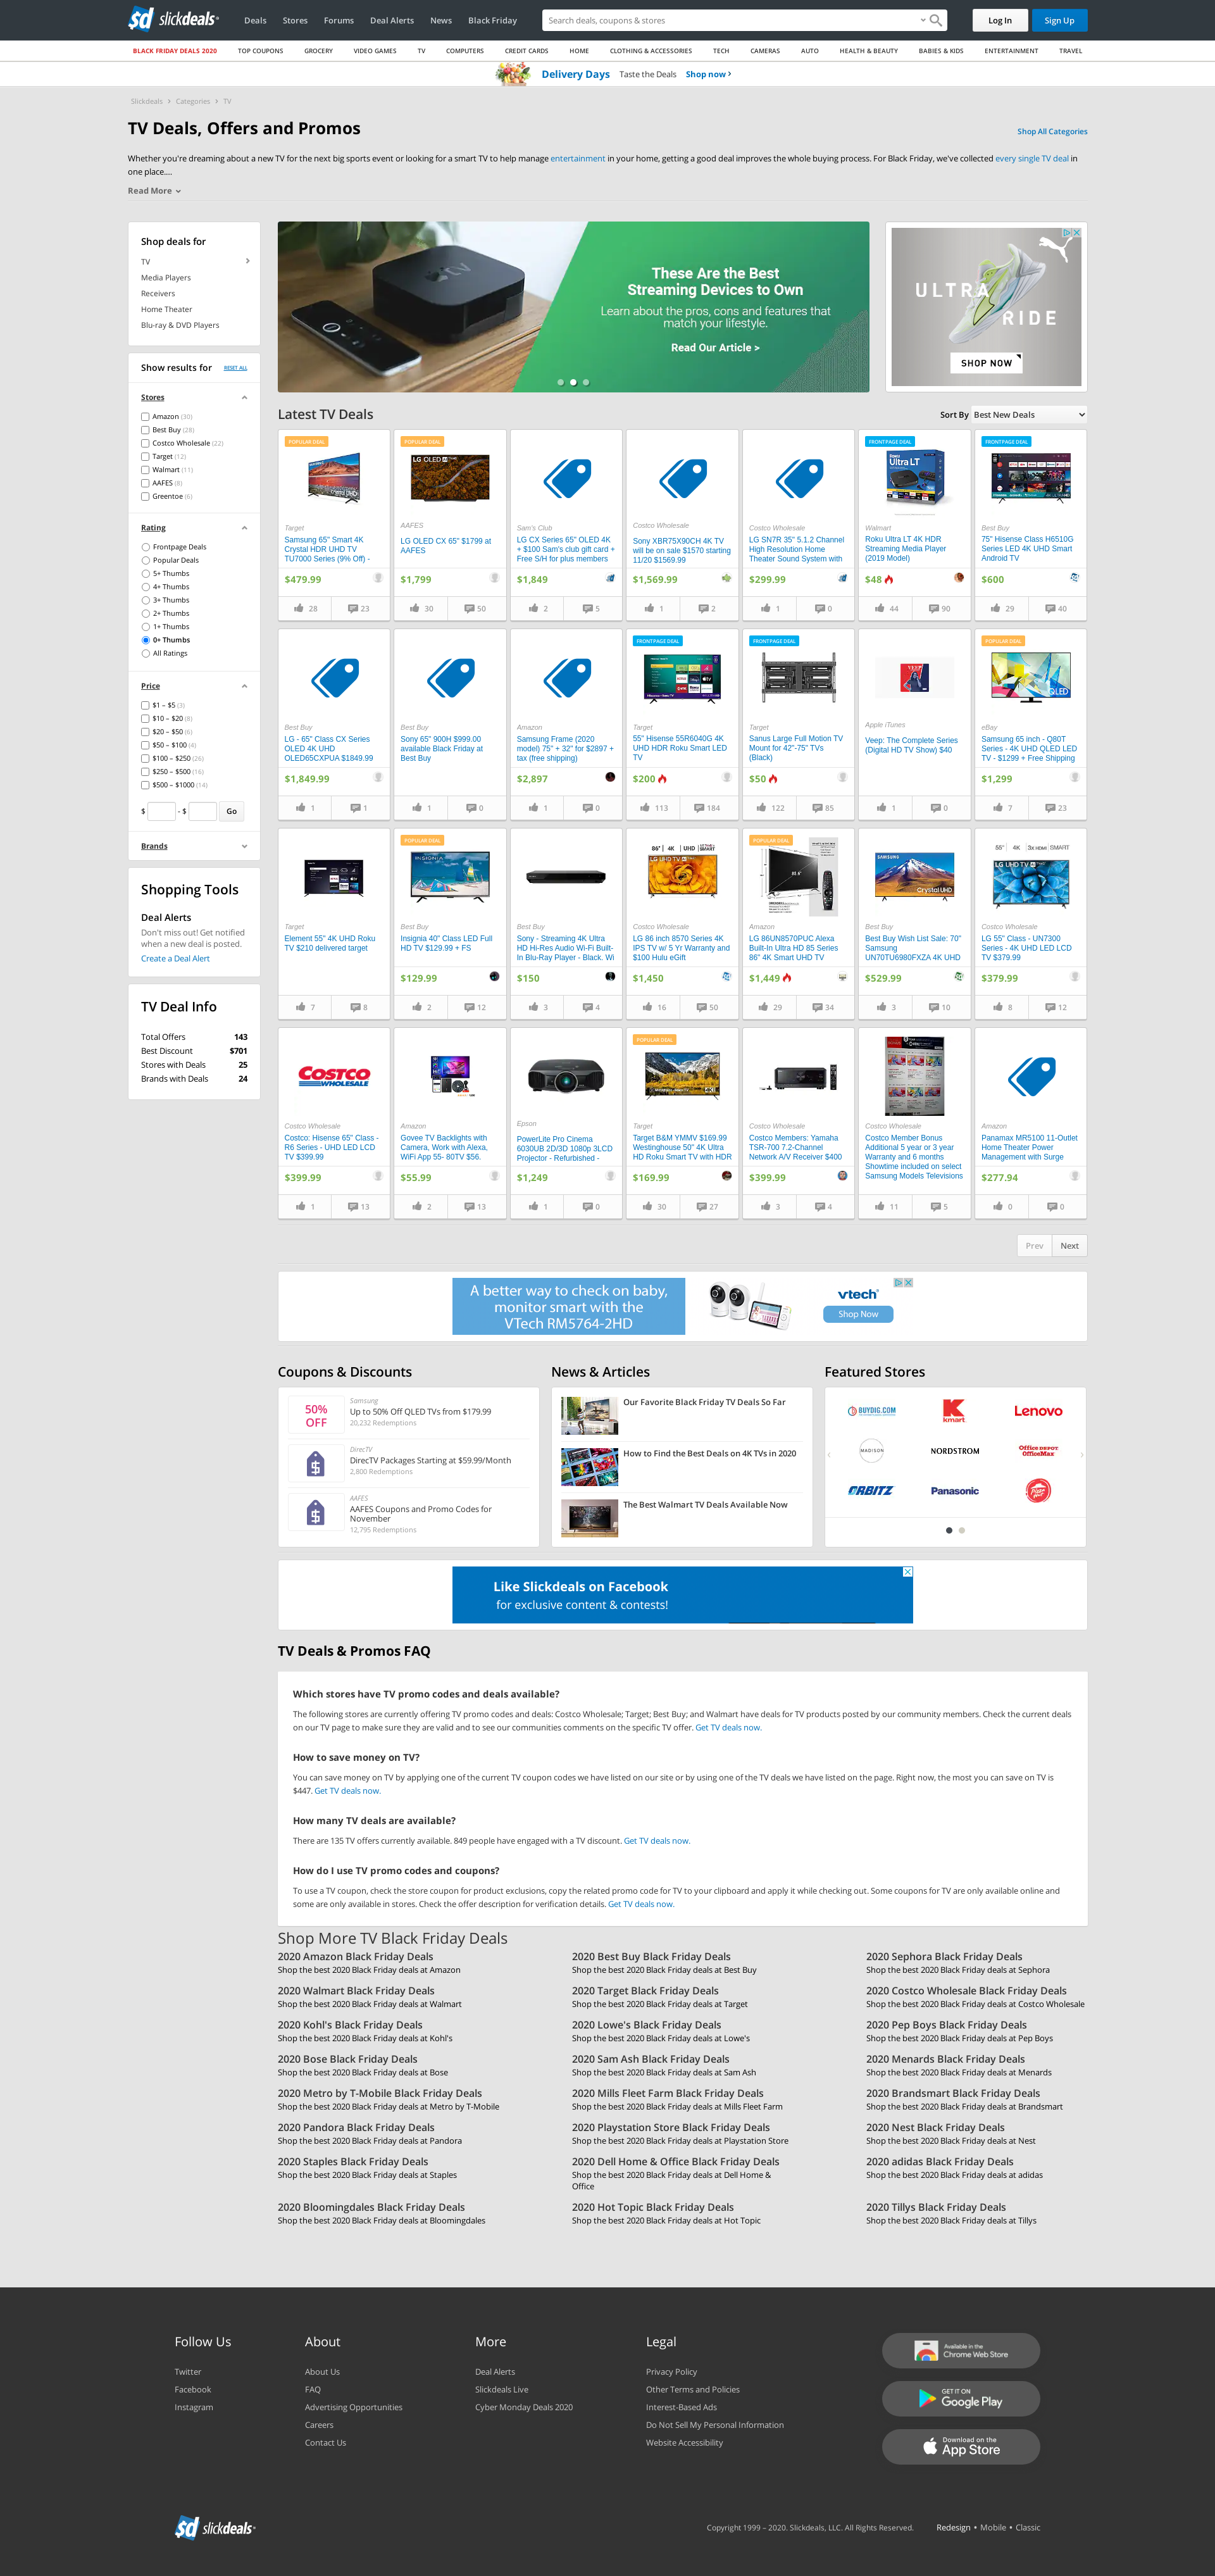 slickdeals
Deals
Stores
Forums
Deal Alerts
News
Black Friday
Search deals, coupons & stores
Log In
Sign Up
BLACK FRIDAY DEALS 2020
TOP COUPONS
GROCERY
VIDEO GAMES
TV
COMPUTERS
CREDIT CARDS
HOME
CLOTHING & ACCESSORIES
TECH
CAMERAS
AUTO
HEALTH & BEAUTY
BABIES & KIDS
ENTERTAINMENT
TRAVEL
Delivery Days Taste the Deals Shop now ›
Slickdeals › Categories › TV
TV Deals, Offers and Promos
Shop All Categories
Whether you're dreaming about a new TV for the next big sports event or looking for a smart TV to help manage entertainment in your home, getting a good deal improves the whole buying process. For Black Friday, we've collected every single TV deal in
one place....
Read More
Shop deals for
TV
Media Players
Receivers
Home Theater
Blu-ray & DVD Players
Show results for
RESET ALL
Stores
Amazon (30)
Best Buy (28)
Costco Wholesale (22)
Target (12)
Walmart (11)
AAFES (8)
Greentoe (6)
Rating
Frontpage Deals
Popular Deals
5+ Thumbs
4+ Thumbs
3+ Thumbs
2+ Thumbs
1+ Thumbs
0+ Thumbs
All Ratings
Price
$1 – $5 (3)
$10 – $20 (8)
$20 – $50 (6)
$50 – $100 (4)
$100 – $250 (26)
$250 – $500 (16)
$500 – $1000 (14)
$ - $ Go
Brands
Shopping Tools
Deal Alerts
Don't miss out! Get notified
when a new deal is posted.
Create a Deal Alert
TV Deal Info
Total Offers 143
Best Discount $701
Stores with Deals 25
Brands with Deals 24
These Are the Best
Streaming Devices to Own
Learn about the pros, cons and features that
match your lifestyle.
Read Our Article >
ULTRA
RIDE
SHOP NOW
Latest TV Deals
Sort By Best New Deals
POPULAR DEAL
Target
Samsung 65" Smart 4K
Crystal HDR UHD TV
TU7000 Series (9% Off) -
$479.99
28 23
POPULAR DEAL
LG OLED
AAFES
LG OLED CX 65" $1799 at
AAFES
$1,799
30 50
Sam's Club
LG CX Series 65" OLED 4K
+ $100 Sam's club gift card +
Free S/H for plus members
$1,849
2 5
Costco Wholesale
Sony XBR75X90CH 4K TV
will be on sale $1570 starting
11/20 $1569.99
$1,569.99
1 2
Costco Wholesale
LG SN7R 35" 5.1.2 Channel
High Resolution Home
Theater Sound System with
$299.99
1 0
FRONTPAGE DEAL
Ultra LT
Walmart
Roku Ultra LT 4K HDR
Streaming Media Player
(2019 Model)
$48
44 90
FRONTPAGE DEAL
Best Buy
75" Hisense Class H6510G
Series LED 4K UHD Smart
Android TV
$600
29 40
Best Buy
LG - 65" Class CX Series
OLED 4K UHD
OLED65CXPUA $1849.99
$1,849.99
1 1
Best Buy
Sony 65" 900H $999.00
available Black Friday at
Best Buy
1 0
Amazon
Samsung Frame (2020
model) 75" + 32" for $2897 +
tax (free shipping)
$2,897
1 0
FRONTPAGE DEAL
Target
55" Hisense 55R6040G 4K
UHD HDR Roku Smart LED
TV
$200
113 184
FRONTPAGE DEAL
Target
Sanus Large Full Motion TV
Mount for 42"-75" TVs
(Black)
$50
122 85
VEEP
Apple iTunes
Veep: The Complete Series
(Digital HD TV Show) $40
1 0
POPULAR DEAL
QLED
eBay
Samsung 65 inch - Q80T
Series - 4K UHD QLED LED
TV - $1299 + Free Shipping
$1,299
7 23
Target
Element 55" 4K UHD Roku
TV $210 delivered target
7 8
POPULAR DEAL
INSIGNIA
Best Buy
Insignia 40" Class LED Full
HD TV $129.99 + FS
$129.99
2 12
Best Buy
Sony - Streaming 4K Ultra
HD Hi-Res Audio Wi-Fi Built-
In Blu-Ray Player - Black. Wi
$150
3 4
86" 4K UHD SMART
LG UHD TV
Costco Wholesale
LG 86 inch 8570 Series 4K
IPS TV w/ 5 Yr Warranty and
$100 Hulu eGift
$1,450
16 50
POPULAR DEAL
Amazon
LG 86UN8570PUC Alexa
Built-In Ultra HD 85 Series
86" 4K Smart UHD TV
$1,449
29 34
SAMSUNG
Crystal UHD
Best Buy
Best Buy Wish List Sale: 70"
Samsung
UN70TU6980FXZA 4K UHD
$529.99
3 10
55" 4K 3x HDMI SMART
LG UHD TV
Costco Wholesale
LG 55" Class - UN7300
Series - 4K UHD LED LCD
TV $379.99
$379.99
8 12
COSTCO
WHOLESALE
Costco Wholesale
Costco: Hisense 65" Class -
R6 Series - UHD LED LCD
TV $399.99
$399.99
1 13
Amazon
Govee TV Backlights with
Camera, Work with Alexa,
WiFi App 55- 80TV $56.
$55.99
2 13
Epson
PowerLite Pro Cinema
6030UB 2D/3D 1080p 3LCD
Projector - Refurbished -
$1,249
1 0
POPULAR DEAL
Target
Target B&M YMMV $169.99
Westinghouse 50" 4K Ultra
HD Roku Smart TV with HDR
$169.99
30 27
Costco Wholesale
Costco Members: Yamaha
TSR-700 7.2-Channel
Network A/V Receiver $400
$399.99
3 4
Costco Wholesale
Costco Member Bonus
Additional 5 year or 3 year
Warranty and 6 months
Showtime included on select
Samsung Models Televisions
11 5
Amazon
Panamax MR5100 11-Outlet
Home Theater Power
Management with Surge
$277.94
0 0
Prev Next
A better way to check on baby,
monitor smart with the
VTech RM5764-2HD
vtech
Shop Now
Coupons & Discounts
50%
OFF
Samsung
Up to 50% Off QLED TVs from $179.99
20,232 Redemptions
DirecTV
DirecTV Packages Starting at $59.99/Month
2,800 Redemptions
AAFES
AAFES Coupons and Promo Codes for
November
12,795 Redemptions
News & Articles
Our Favorite Black Friday TV Deals So Far
How to Find the Best Deals on 4K TVs in 2020
The Best Walmart TV Deals Available Now
Featured Stores
BUYDIG.COM
Kmart
Lenovo
MADISON
NORDSTROM
Office DEPOT
OfficeMax
ORBITZ
Panasonic
Pizza Hut
Like Slickdeals on Facebook
for exclusive content & contests!
TV Deals & Promos FAQ
Which stores have TV promo codes and deals available?
The following stores are currently offering TV promo codes and deals: Costco Wholesale; Target; Best Buy; and Walmart have deals for TV products posted by our community members. Check the current deals
on our TV page to make sure they are valid and to see our communities comments on the specific TV offer. Get TV deals now.
How to save money on TV?
You can save money on TV by applying one of the current TV coupon codes we have listed on our site or by using one of the TV deals we have listed on the page. Right now, the most you can save on TV is
$447. Get TV deals now.
How many TV deals are available?
There are 135 TV offers currently available. 849 people have engaged with a TV discount. Get TV deals now.
How do I use TV promo codes and coupons?
To use a TV coupon, check the store coupon for product exclusions, copy the related promo code for TV to your clipboard and apply it while checking out. Some coupons for TV are only available online and
some are only available in stores. Check the offer description for verification details. Get TV deals now.
Shop More TV Black Friday Deals
2020 Amazon Black Friday Deals
Shop the best 2020 Black Friday deals at Amazon
2020 Best Buy Black Friday Deals
Shop the best 2020 Black Friday deals at Best Buy
2020 Sephora Black Friday Deals
Shop the best 2020 Black Friday deals at Sephora
2020 Walmart Black Friday Deals
Shop the best 2020 Black Friday deals at Walmart
2020 Target Black Friday Deals
Shop the best 2020 Black Friday deals at Target
2020 Costco Wholesale Black Friday Deals
Shop the best 2020 Black Friday deals at Costco Wholesale
2020 Kohl's Black Friday Deals
Shop the best 2020 Black Friday deals at Kohl's
2020 Lowe's Black Friday Deals
Shop the best 2020 Black Friday deals at Lowe's
2020 Pep Boys Black Friday Deals
Shop the best 2020 Black Friday deals at Pep Boys
2020 Bose Black Friday Deals
Shop the best 2020 Black Friday deals at Bose
2020 Sam Ash Black Friday Deals
Shop the best 2020 Black Friday deals at Sam Ash
2020 Menards Black Friday Deals
Shop the best 2020 Black Friday deals at Menards
2020 Metro by T-Mobile Black Friday Deals
Shop the best 2020 Black Friday deals at Metro by T-Mobile
2020 Mills Fleet Farm Black Friday Deals
Shop the best 2020 Black Friday deals at Mills Fleet Farm
2020 Brandsmart Black Friday Deals
Shop the best 2020 Black Friday deals at Brandsmart
2020 Pandora Black Friday Deals
Shop the best 2020 Black Friday deals at Pandora
2020 Playstation Store Black Friday Deals
Shop the best 2020 Black Friday deals at Playstation Store
2020 Nest Black Friday Deals
Shop the best 2020 Black Friday deals at Nest
2020 Staples Black Friday Deals
Shop the best 2020 Black Friday deals at Staples
2020 Dell Home & Office Black Friday Deals
Shop the best 2020 Black Friday deals at Dell Home &
Office
2020 adidas Black Friday Deals
Shop the best 2020 Black Friday deals at adidas
2020 Bloomingdales Black Friday Deals
Shop the best 2020 Black Friday deals at Bloomingdales
2020 Hot Topic Black Friday Deals
Shop the best 2020 Black Friday deals at Hot Topic
2020 Tillys Black Friday Deals
Shop the best 2020 Black Friday deals at Tillys
Follow Us
Twitter
Facebook
Instagram
About
About Us
FAQ
Advertising Opportunities
Careers
Contact Us
More
Deal Alerts
Slickdeals Live
Cyber Monday Deals 2020
Legal
Privacy Policy
Other Terms and Policies
Interest-Based Ads
Do Not Sell My Personal Information
Website Accessibility
Available in the
Chrome Web Store
GET IT ON
Google Play
Download on the
App Store
slickdeals
Copyright 1999 – 2020. Slickdeals, LLC. All Rights Reserved.
Redesign • Mobile • Classic